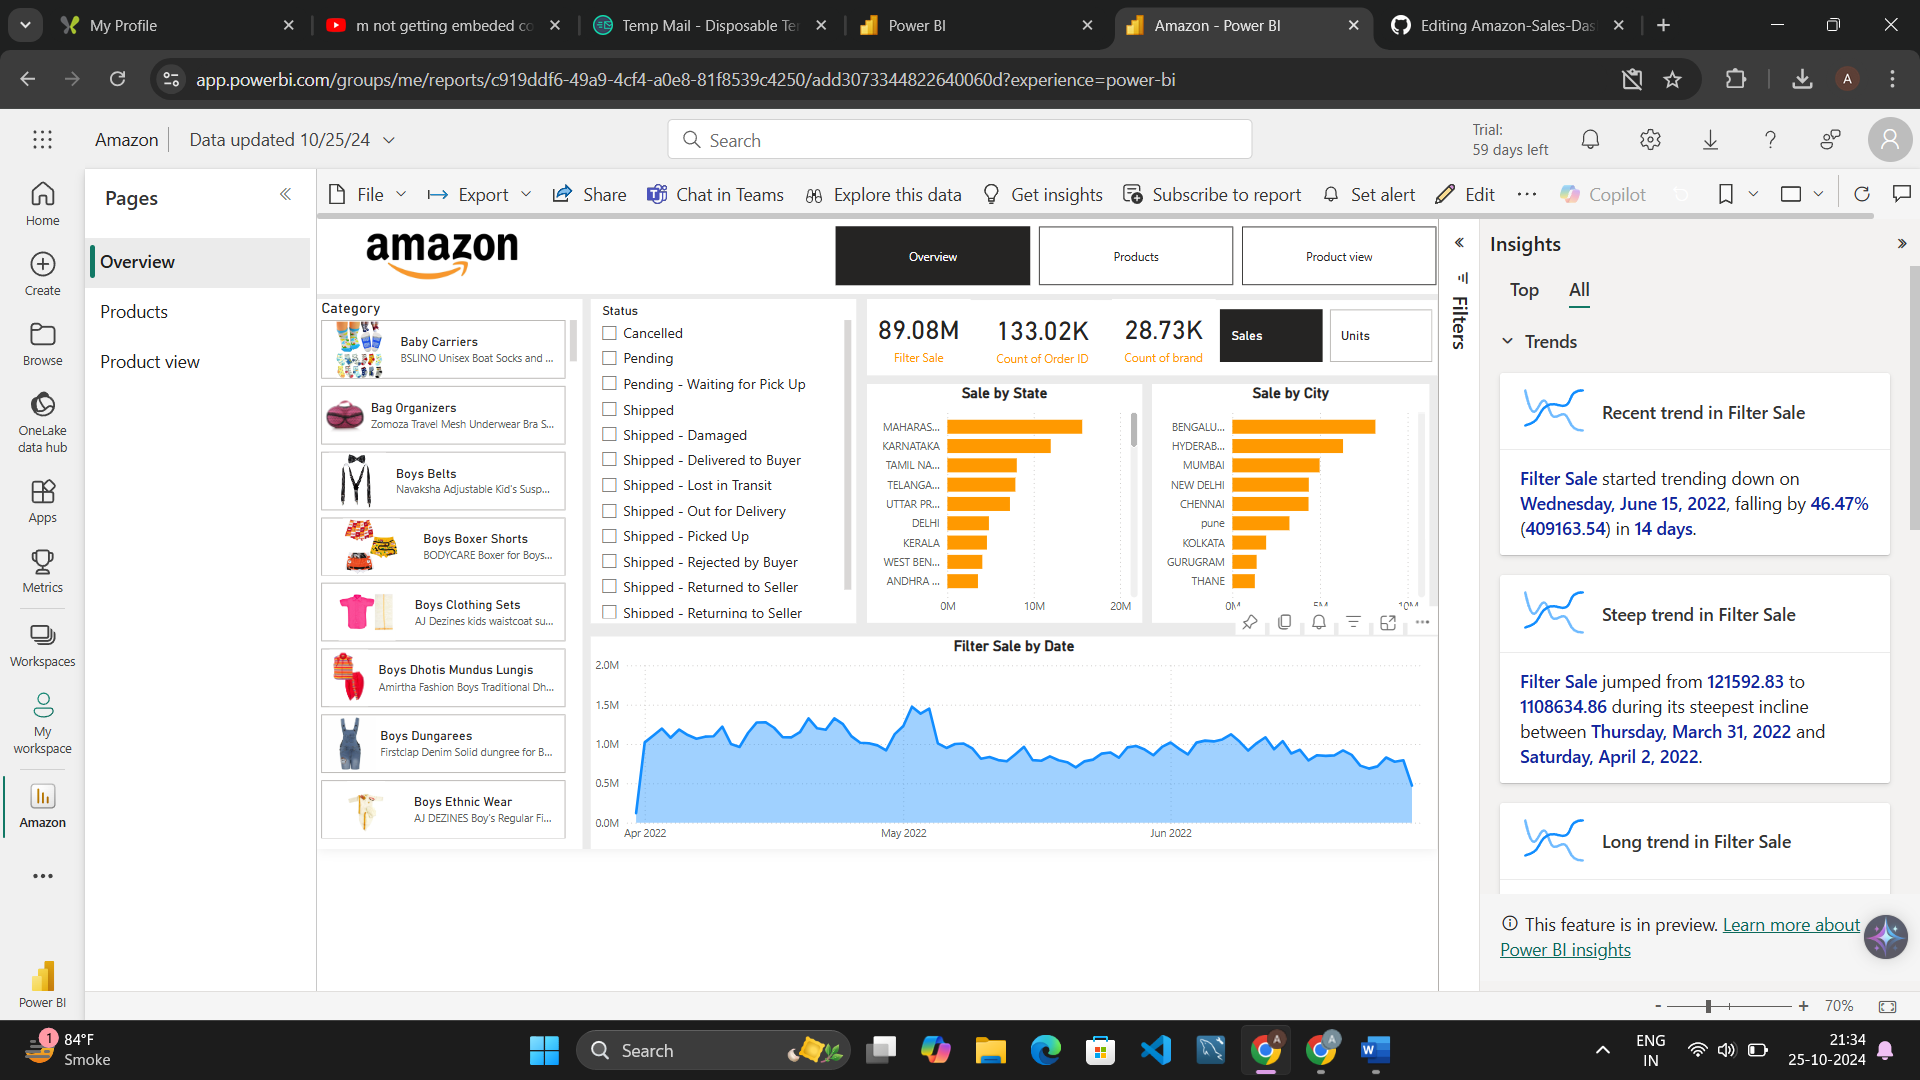 My Profile
m not getting embeded co
Temp Mail - Disposable Te
Power BI
Amazon - Power BI
Editing Amazon-Sales-Das
app.powerbi.com/groups/me/reports/c919ddf6-49a9-4cf4-a0e8-81f8539c4250/add3073344822640060d?experience=power-bi
A
Amazon
Data updated 10/25/24
Search
Trial:
59 days left
Home
Create
Browse
OneLake
data hub
Apps
Metrics
Workspaces
My
workspace
Amazon
Power BI
Pages
Overview
Products
Product view
File
Export
Share
Chat in Teams
Explore this data
Get insights
Subscribe to report
Set alert
Edit
Copilot
amazon
Overview
Products
Product view
Category
Baby Carriers
BSLINO Unisex Boat Socks and ...
Bag Organizers
Zomoza Travel Mesh Underwear Bra S...
Boys Belts
Navaksha Adjustable Kid's Susp...
Boys Boxer Shorts
BODYCARE Boxer for Boys...
Boys Clothing Sets
AJ Dezines kids waistcoat su...
Boys Dhotis Mundus Lungis
Amirtha Fashion Boys Traditional Dh...
Boys Dungarees
Firstclap Denim Solid dungree for B...
Boys Ethnic Wear
AJ DEZINES Boy's Regular Fi...
Status
Cancelled
Pending
Pending - Waiting for Pick Up
Shipped
Shipped - Damaged
Shipped - Delivered to Buyer
Shipped - Lost in Transit
Shipped - Out for Delivery
Shipped - Picked Up
Shipped - Rejected by Buyer
Shipped - Returned to Seller
Shipped - Returning to Seller
89.08M
Filter Sale
133.02K
Count of Order ID
28.73K
Count of brand
Sales
Units
Sale by State
MAHARAS...
KARNATAKA
TAMIL NA...
TELANGA...
UTTAR PR...
DELHI
KERALA
WEST BEN...
ANDHRA ...
0M
10M
20M
Sale by City
BENGALU...
HYDERAB...
MUMBAI
NEW DELHI
CHENNAI
pune
KOLKATA
GURUGRAM
THANE
0M
5M
10M
Filter Sale by Date
2.0M
1.5M
1.0M
0.5M
0.0M
Apr 2022
May 2022
Jun 2022
Filters
Insights
Top
All
Trends
Recent trend in Filter Sale
Filter Sale started trending down on
Wednesday, June 15, 2022, falling by 46.47%
(409163.54) in 14 days.
Steep trend in Filter Sale
Filter Sale jumped from 121592.83 to
1108634.86 during its steepest incline
between Thursday, March 31, 2022 and
Saturday, April 2, 2022.
Long trend in Filter Sale
This feature is in preview. Learn more about
Power BI insights
70%
1
84°F
Smoke
Search
A
A
ENG
IN
21:34
25-10-2024